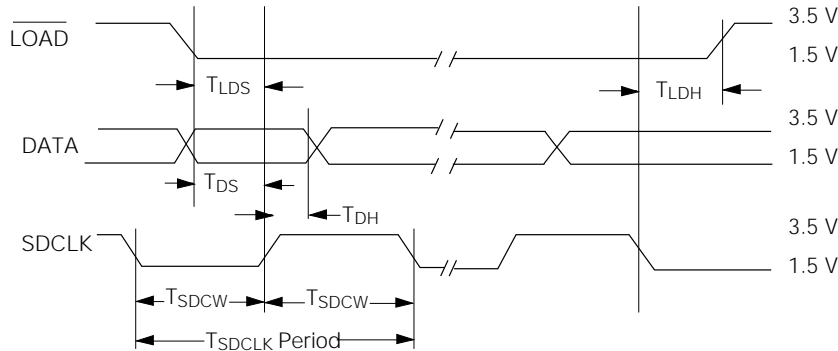 LOAD
3.5 V
1.5 V
TLDS
TLDH
DATA
3.5 V
1.5 V
TDS
TDH
SDCLK
3.5 V
1.5 V
TSDCW
TSDCW
TSDCLK Period